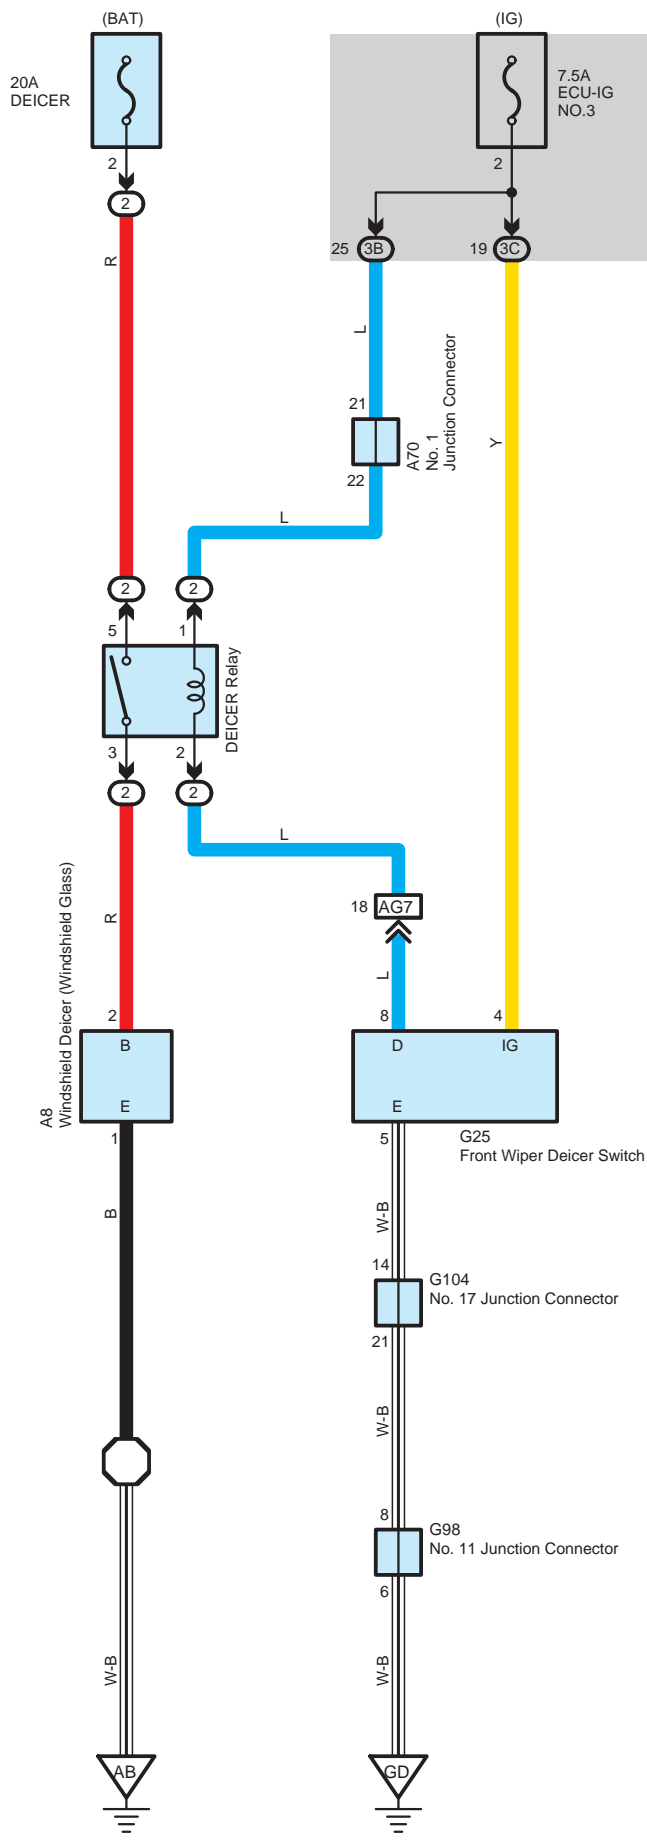 (BAT)
(IG)
20A
DEICER
7.5A
ECU-IG
NO.3
2
2
2
25
3B
19
3C
R
L
Y
21
A70
No. 1
Junction Connector
22
L
2
2
5
1
DEICER Relay
3
2
2
2
L
R
18
AG7
L
A8
Windshield Deicer (Windshield Glass)
2
B
E
1
8
4
D
IG
E
5
G25
Front Wiper Deicer Switch
B
W-B
14
G104
No. 17 Junction Connector
21
W-B
8
G98
No. 11 Junction Connector
6
W-B
W-B
AB
GD